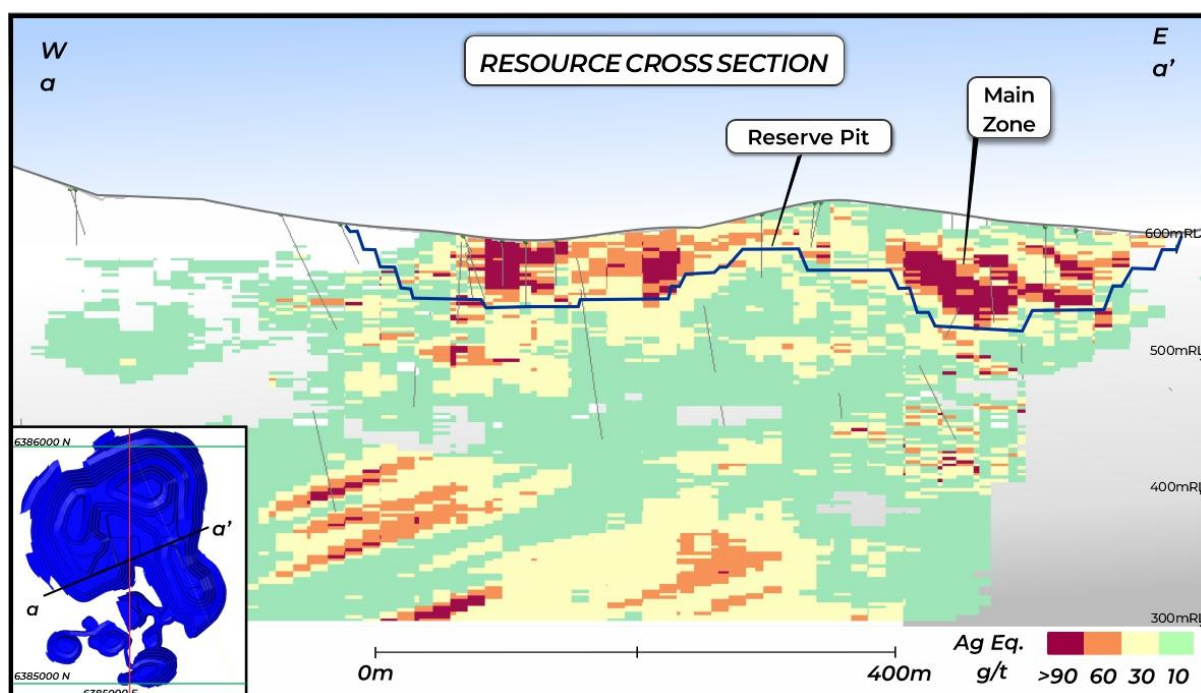 W
a
RESOURCE CROSS SECTION
E
a'
Main
Zone
Reserve Pit
600mRL
500mRL
400mRL
300mRL
6386000 N
a'
a
6385000 N
6385000 E
0m
400m
Ag Eq.
g/t
>90 60 30 10